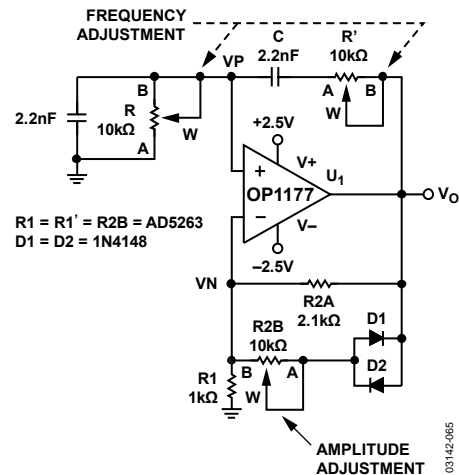 FREQUENCY
ADJUSTMENT
C
2.2nF
R'
10kΩ
VP
B
A
B
W
2.2nF
R
10kΩ
W
A
+2.5V
V+
U1
+
OP1177
−
V−
–2.5V
VO
R1 = R1' = R2B = AD5263
D1 = D2 = 1N4148
VN
R2A
2.1kΩ
D1
R2B
10kΩ
D2
B
A
W
R1
1kΩ
AMPLITUDE
ADJUSTMENT
03142-065